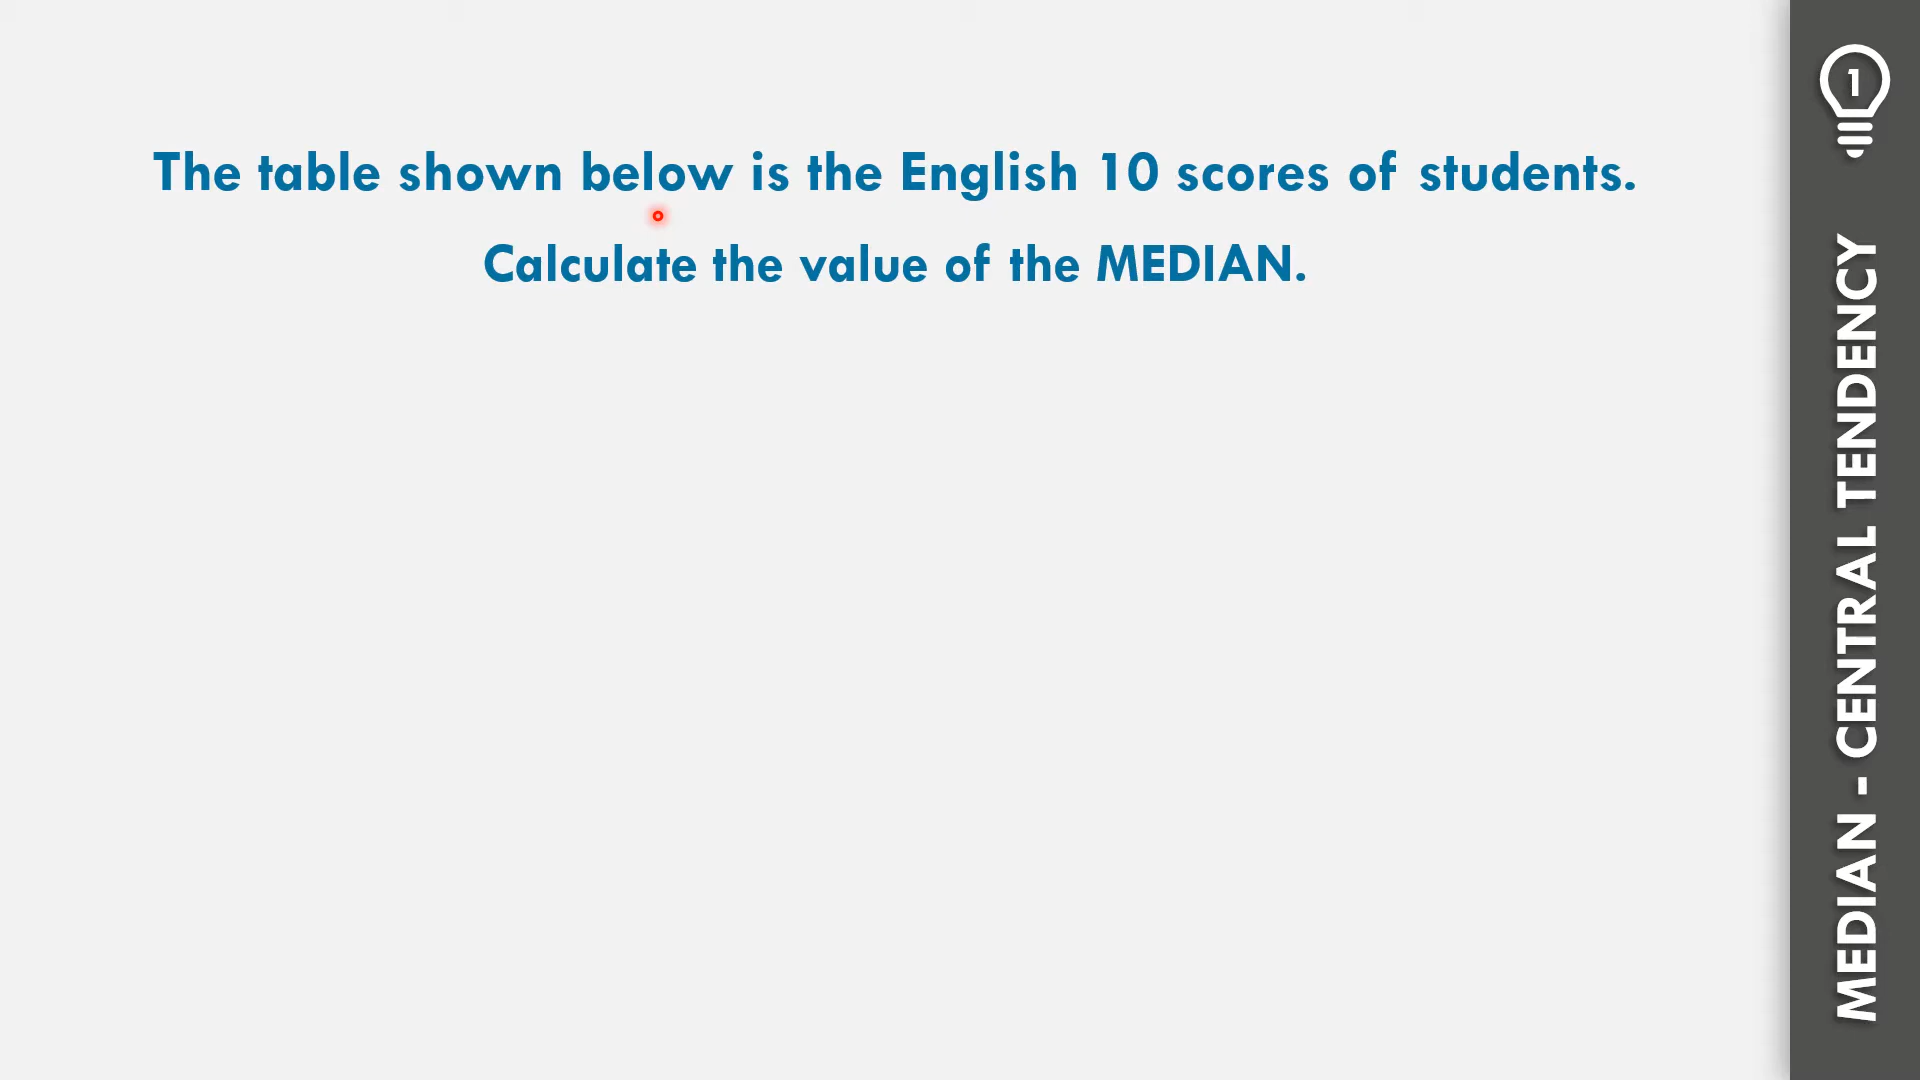 The table shown below is the English 10 scores of students.
Calculate the value of the MEDIAN.
1
MEDIAN - CENTRAL TENDENCY